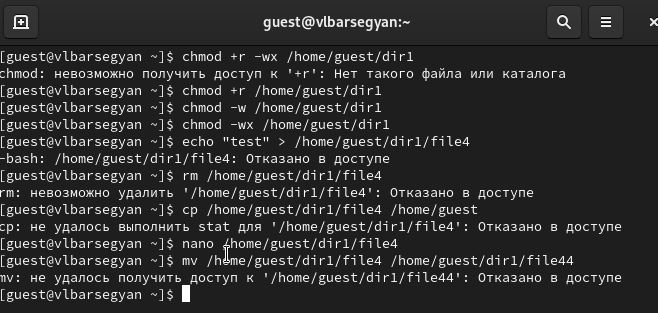 guest@vlbarsegyan:~
[guest@vlbarsegyan ~]$ chmod +r -wx /home/guest/dir1
chmod: невозможно получить доступ к '+r': Нет такого файла или каталога
[guest@vlbarsegyan ~]$ chmod +r /home/guest/dir1
[guest@vlbarsegyan ~]$ chmod -w /home/guest/dir1
[guest@vlbarsegyan ~]$ chmod -wx /home/guest/dir1
[guest@vlbarsegyan ~]$ echo "test" > /home/guest/dir1/file4
-bash: /home/guest/dir1/file4: Отказано в доступе
[guest@vlbarsegyan ~]$ rm /home/guest/dir1/file4
rm: невозможно удалить '/home/guest/dir1/file4': Отказано в доступе
[guest@vlbarsegyan ~]$ cp /home/guest/dir1/file4 /home/guest
cp: не удалось выполнить stat для '/home/guest/dir1/file4': Отказано в доступе
[guest@vlbarsegyan ~]$ nano /home/guest/dir1/file4
[guest@vlbarsegyan ~]$ mv /home/guest/dir1/file4 /home/guest/dir1/file44
mv: не удалось получить доступ к '/home/guest/dir1/file44': Отказано в доступе
[guest@vlbarsegyan ~]$